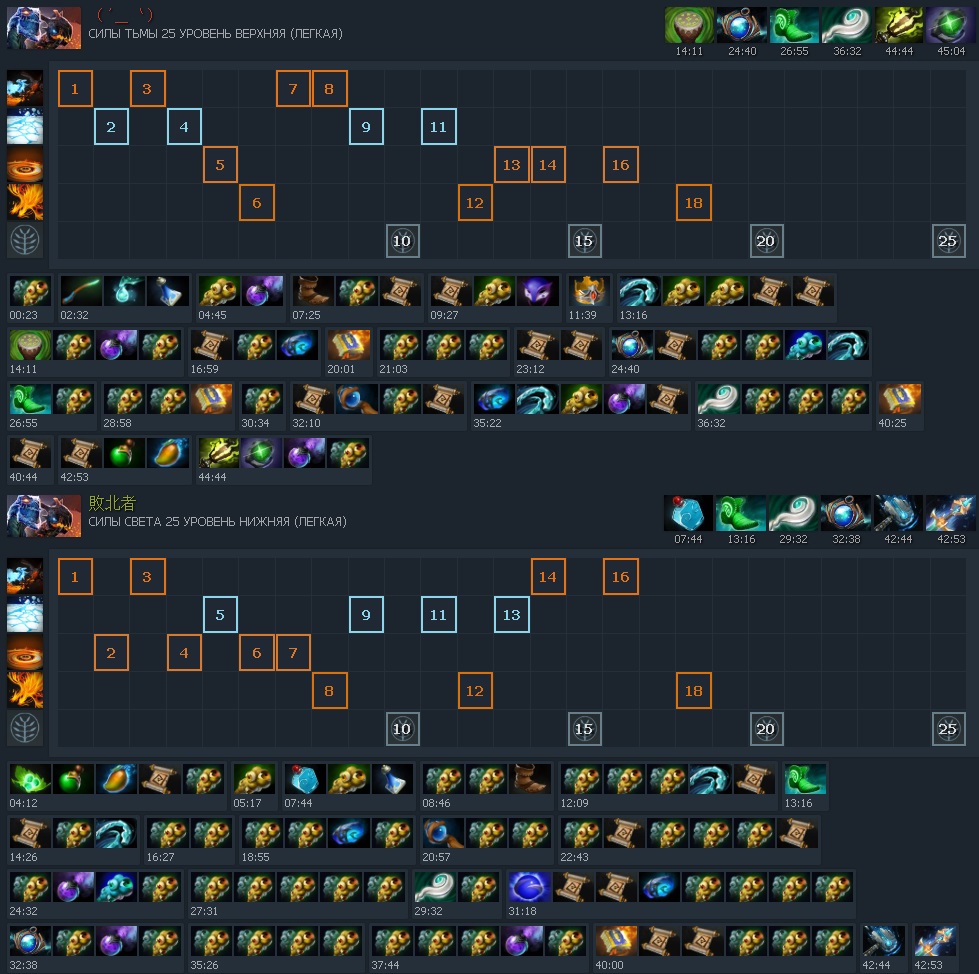 ( ´_ `)
СИЛЫ ТЬМЫ 25 УРОВЕНЬ ВЕРХНЯЯ (ЛЕГКАЯ)
14:11 24:40 26:55 36:32 44:44 45:04
1 3 7 8
2 4 9 11
5 13 14 16
6 12 18
10 15 20 25
00:23 02:32 04:45 07:25 09:27 11:39 13:16
14:11 16:59 20:01 21:03 23:12 24:40
26:55 28:58 30:34 32:10 35:22 36:32 40:25
40:44 42:53 44:44
敗北者
СИЛЫ СВЕТА 25 УРОВЕНЬ НИЖНЯЯ (ЛЕГКАЯ)
07:44 13:16 29:32 32:38 42:44 42:53
1 3 14 16
5 9 11 13
2 4 6 7
8 12 18
10 15 20 25
04:12 05:17 07:44 08:46 12:09 13:16
14:26 16:27 18:55 20:57 22:43
24:32 27:31 29:32 31:18
32:38 35:26 37:44 40:00 42:44 42:53